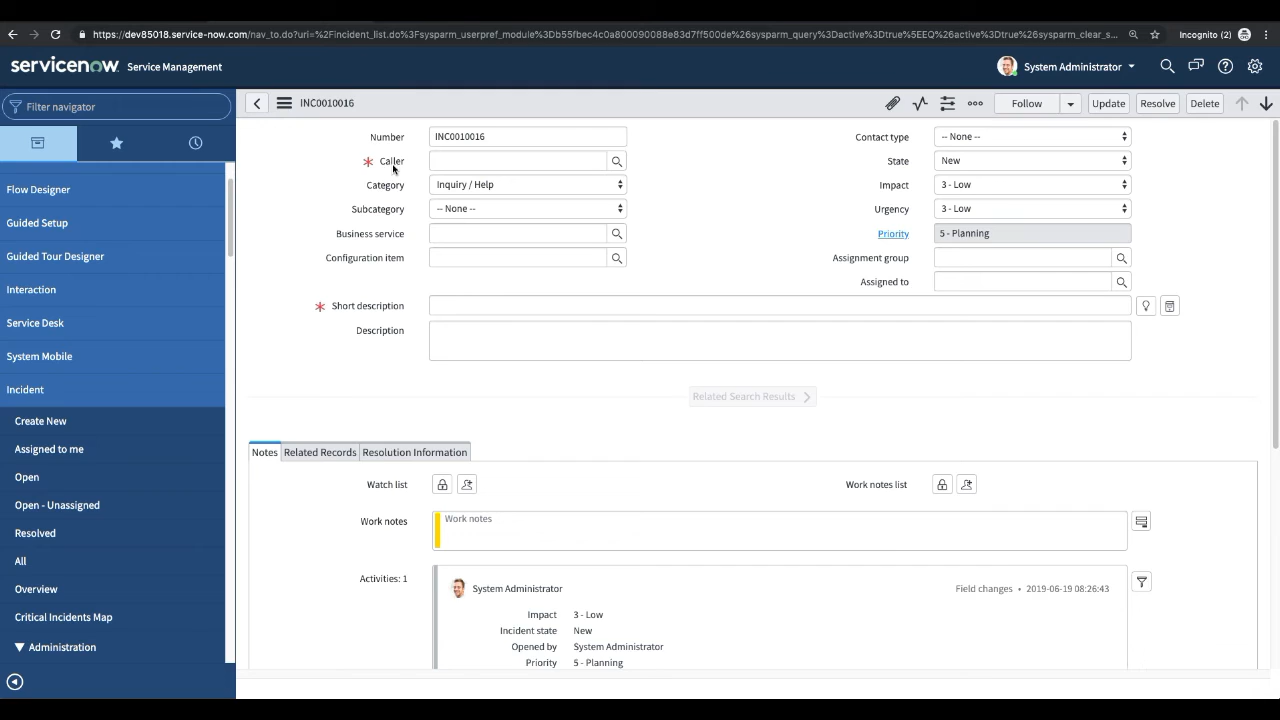 https://dev85018.service-now.com/nav_to.do?uri=%2Fincident_list.do%3Fsysparm_userpref_module%3Db55fbec4c0a800090088e83d7ff500de%26sysparm_query%3Dactive%3Dtrue%5EEQ%26active%3Dtrue%26sysparm_clear_s...
Incognito (2)
servicenow Service Management
System Administrator
Filter navigator
INC0010016
Follow
Update
Resolve
Delete
Flow Designer
Guided Setup
Guided Tour Designer
Interaction
Service Desk
System Mobile
Incident
Create New
Assigned to me
Open
Open - Unassigned
Resolved
All
Overview
Critical Incidents Map
▼ Administration
Number INC0010016
* Caller
Category Inquiry / Help
Subcategory -- None --
Business service
Configuration item
Contact type -- None --
State New
Impact 3 - Low
Urgency 3 - Low
Priority 5 - Planning
Assignment group
Assigned to
* Short description
Description
Related Search Results
Notes Related Records Resolution Information
Watch list
Work notes list
Work notes Work notes
Activities: 1
System Administrator Field changes • 2019-06-19 08:26:43
Impact 3 - Low
Incident state New
Opened by System Administrator
Priority 5 - Planning